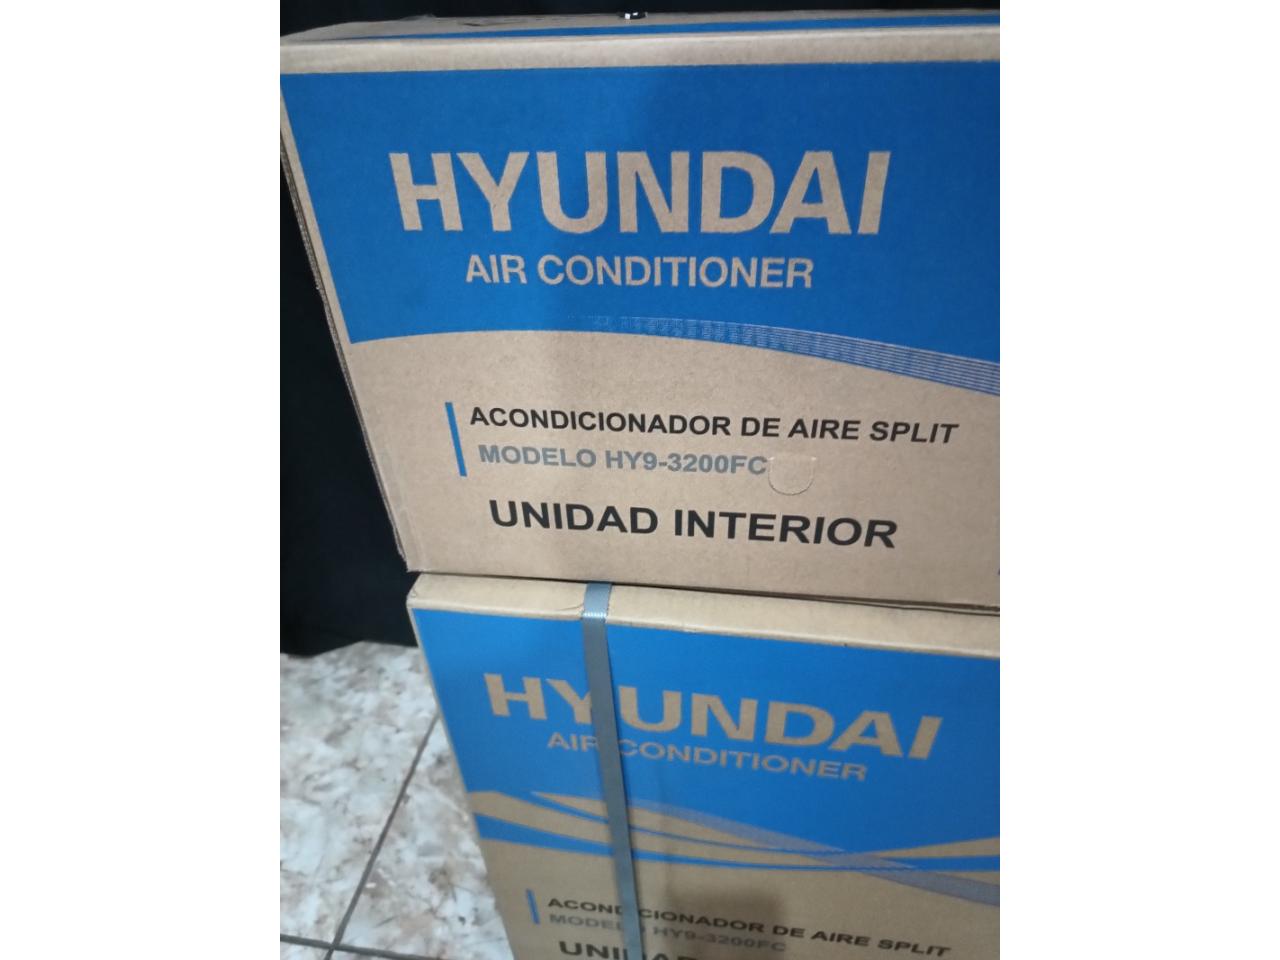 HYUNDAI
AIR CONDITIONER
ACONDICIONADOR DE AIRE SPLIT
MODELO HY9-3200FC
UNIDAD INTERIOR
HYUNDAI
AIR CONDITIONER
ACONDICIONADOR DE AIRE SPLIT
MODELO HY9-3200FC